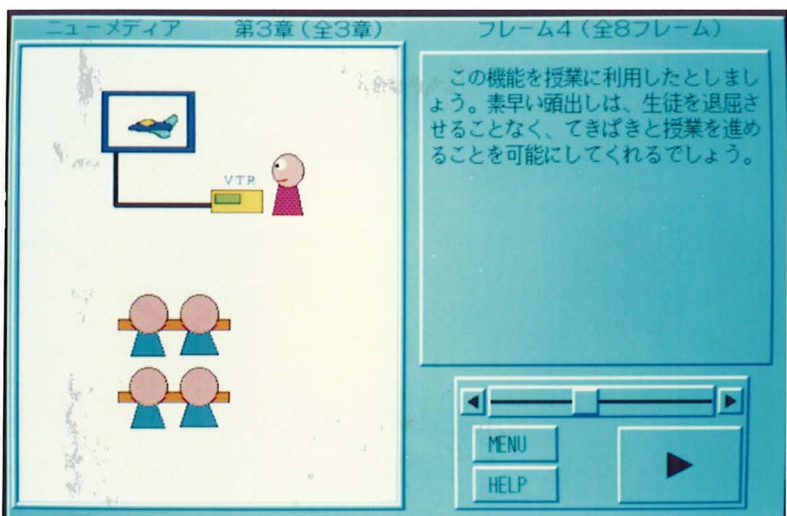 ニューメディア 第3章(全3章) フレーム4(全8フレーム)
VTR
この機能を授業に利用したとしまし
ょう。素早い頭出しは、生徒を退屈さ
せることなく、てきぱきと授業を進め
ることを可能にしてくれるでしょう。
MENU
HELP